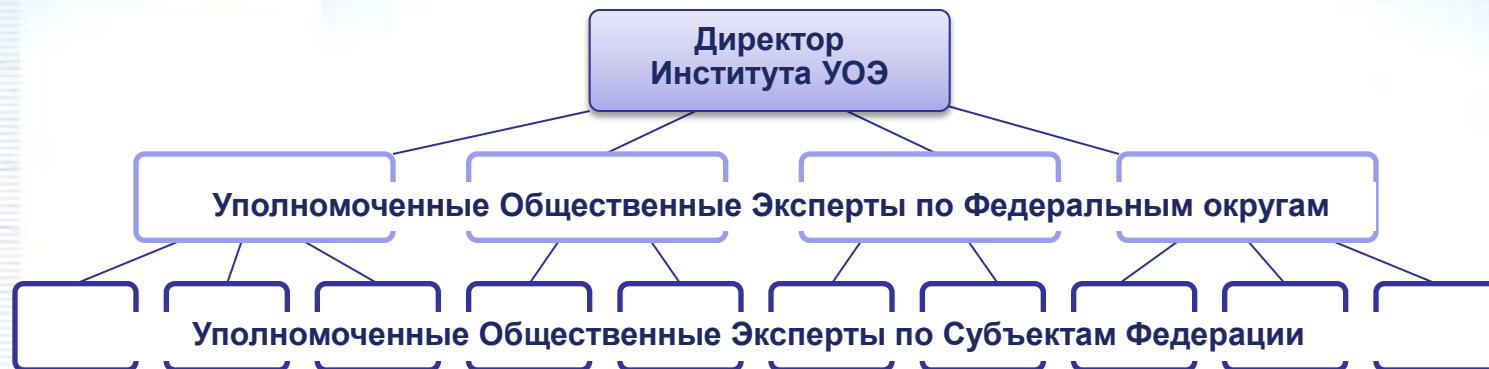 Директор
Института УОЭ
Уполномоченные Общественные Эксперты по Федеральным округам
Уполномоченные Общественные Эксперты по Субъектам Федерации